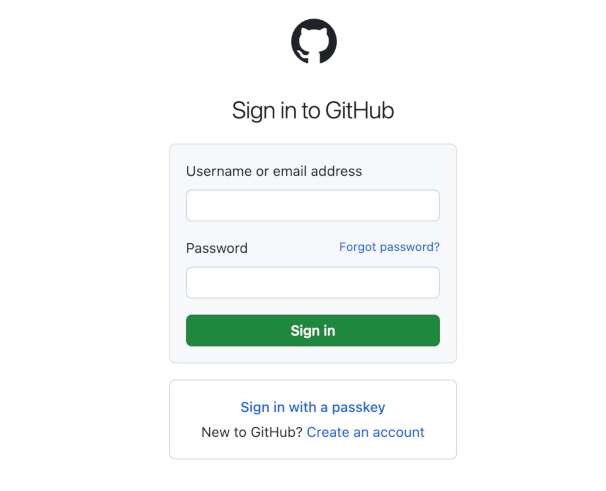 Sign in to GitHub
Username or email address
Password Forgot password?
Sign in
Sign in with a passkey
New to GitHub? Create an account